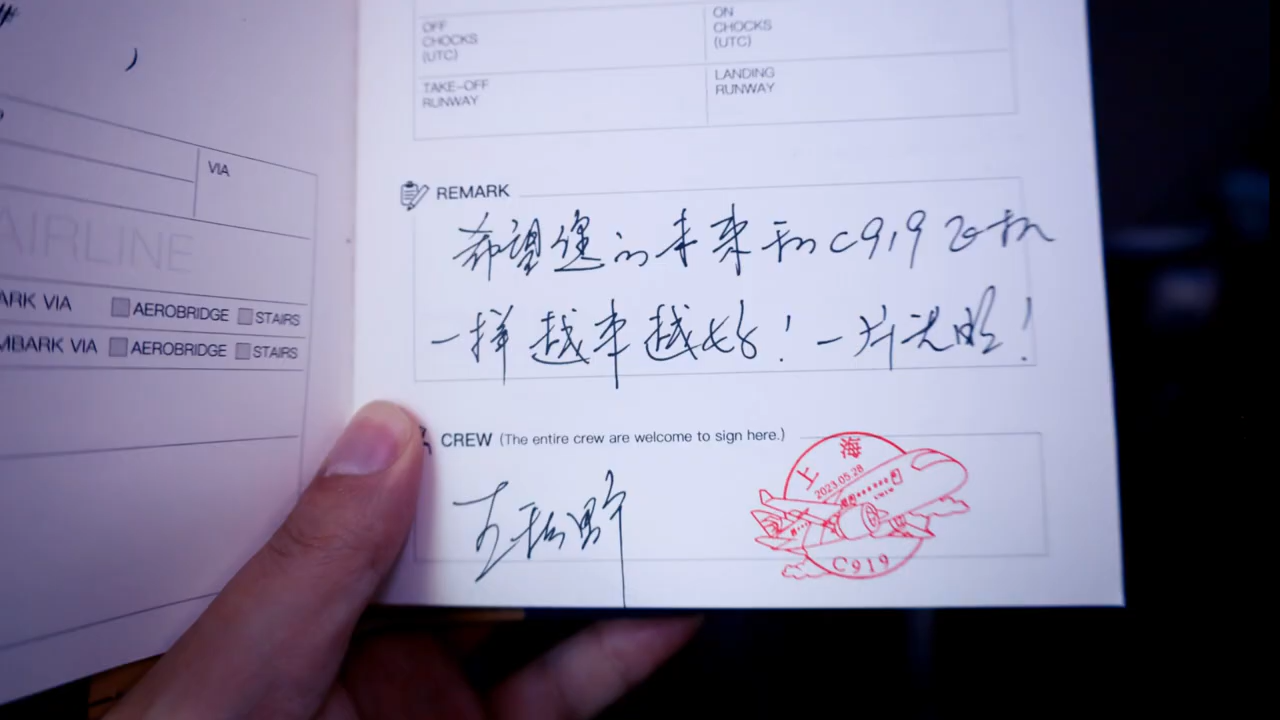 VIA
AIRLINE
ARK VIA AEROBRIDGE STAIRS
MBARK VIA AEROBRIDGE STAIRS
OFF CHOCKS (UTC)
ON CHOCKS (UTC)
TAKE-OFF RUNWAY
LANDING RUNWAY
REMARK
希望您的未来和C919飞机
一样越来越好！一片光明！
CREW (The entire crew are welcome to sign here.)
上海
2023.05.28
C919